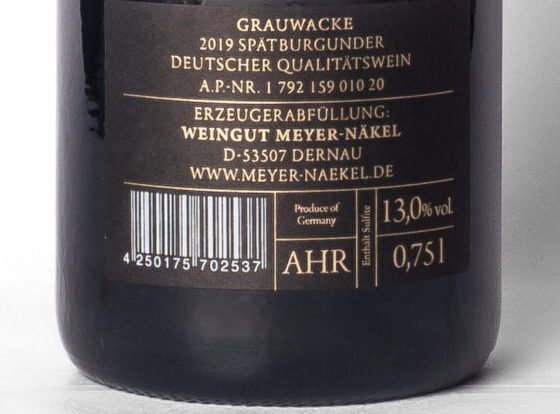 GRAUWACKE
2019 SPÄTBURGUNDER
DEUTSCHER QUALITÄTSWEIN
A.P.-NR. 1 792 159 010 20
ERZEUGERABFÜLLUNG:
WEINGUT MEYER-NÄKEL
D-53507 DERNAU
WWW.MEYER-NAEKEL.DE
4 250175 702537
Produce of
Germany
AHR
Enthält Sulfite
13,0% vol.
0,75 l